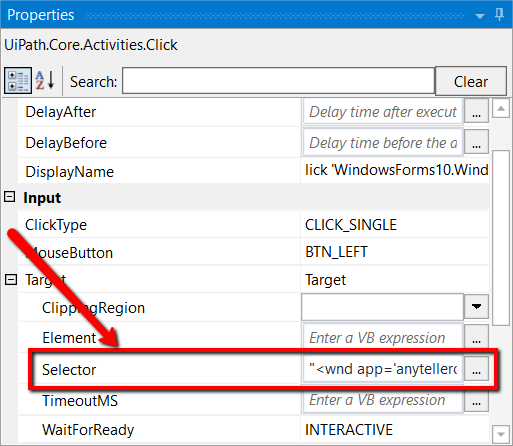 Properties
UiPath.Core.Activities.Click
A Z Search: Clear
DelayAfter Delay time after execut ...
DelayBefore Delay time before the a ...
DisplayName lick 'WindowsForms10.Wind
Input
ClickType CLICK_SINGLE
MouseButton BTN_LEFT
Target Target
ClippingRegion
Element Enter a VB expression ...
Selector "<wnd app='anytellerc ...
TimeoutMS Enter a VB expression ...
WaitForReady INTERACTIVE